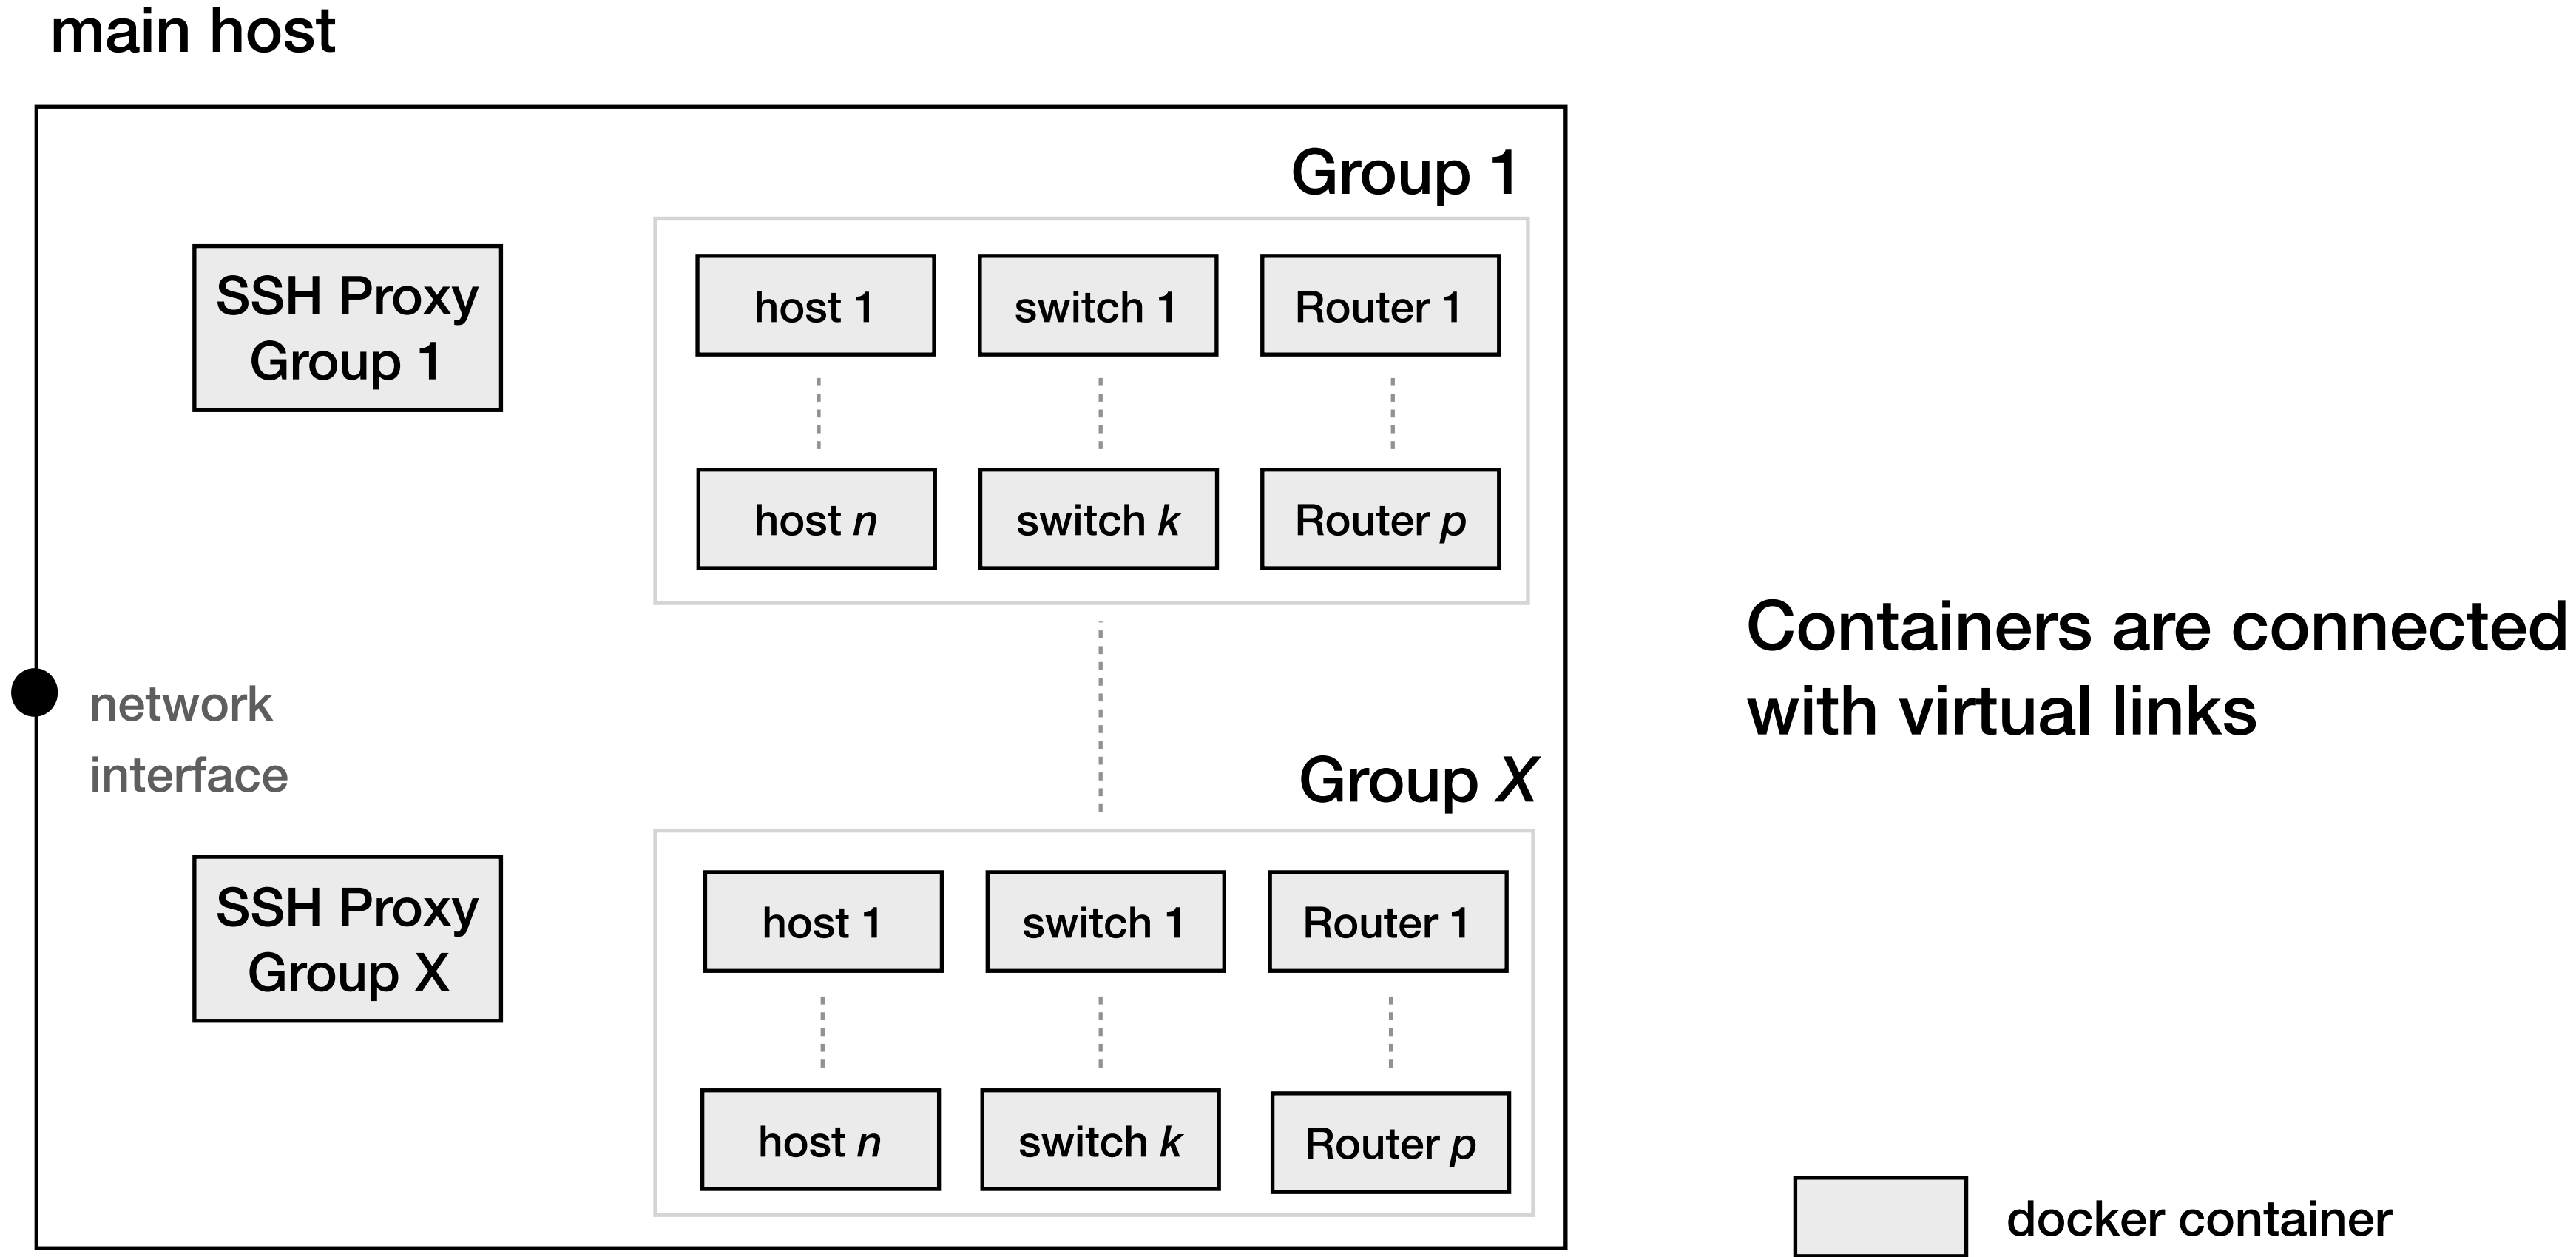 main host
Group 1
SSH Proxy
Group 1
host 1
switch 1
Router 1
host n
switch k
Router p
network
interface
Containers are connected
with virtual links
Group X
SSH Proxy
Group X
host 1
switch 1
Router 1
host n
switch k
Router p
docker container